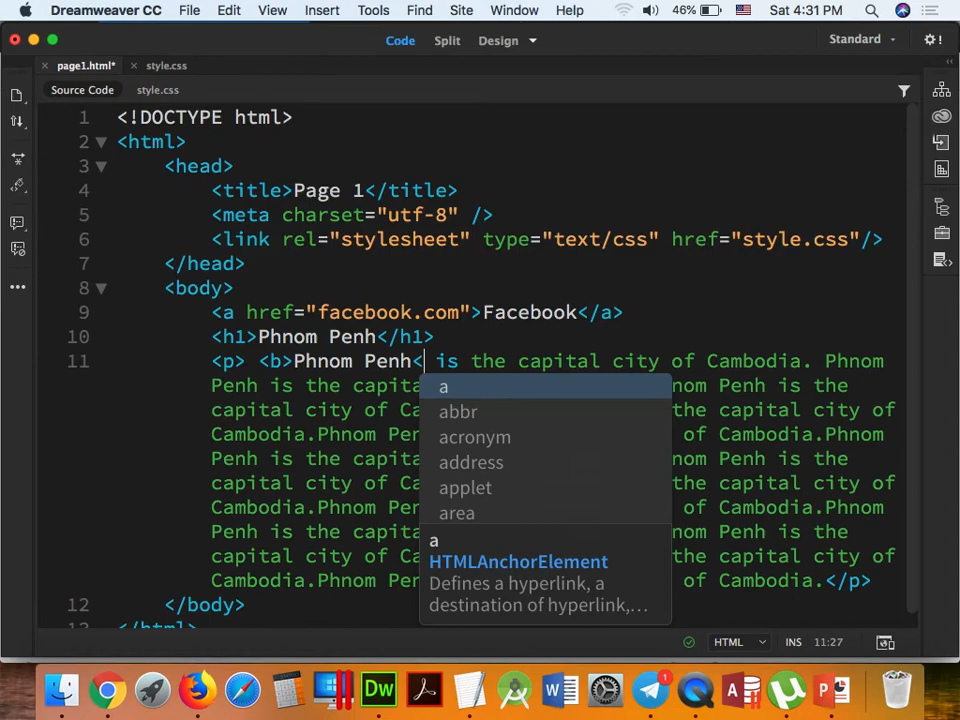 Dreamweaver CC File Edit View Insert Tools Find Site Window Help 46% Sat 4:31 PM
Code Split Design Standard
page1.html* style.css
Source Code style.css
1 <!DOCTYPE html>
2 <html>
3 <head>
4 <title>Page 1</title>
5 <meta charset="utf-8" />
6 <link rel="stylesheet" type="text/css" href="style.css"/>
7 </head>
8 <body>
9 <a href="facebook.com">Facebook</a>
10 <h1>Phnom Penh</h1>
11 <p> <b>Phnom Penh< is the capital city of Cambodia. Phnom
Penh is the capita nom Penh is the
capital city of Ca the capital city of
Cambodia.Phnom Pen of Cambodia.Phnom
Penh is the capita nom Penh is the
capital city of Ca the capital city of
Cambodia.Phnom Pen of Cambodia.Phnom
Penh is the capita nom Penh is the
capital city of Ca the capital city of
Cambodia.Phnom Pen of Cambodia.</p>
a
abbr
acronym
address
applet
area
a
HTMLAnchorElement
Defines a hyperlink, a
destination of hyperlink,...
12 </body>
13 </html>
HTML INS 11:27
Dw 1